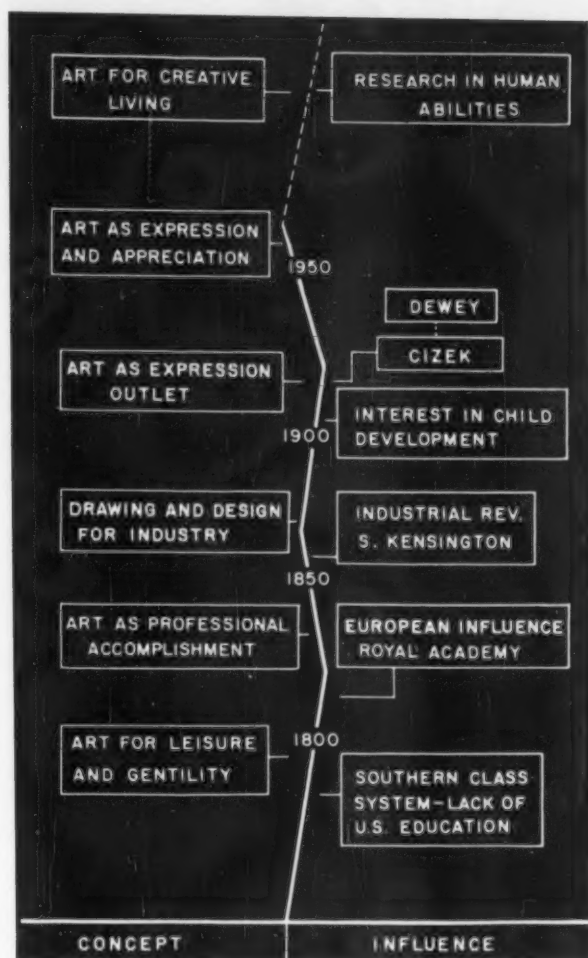 ART FOR CREATIVE
LIVING
RESEARCH IN HUMAN
ABILITIES
ART AS EXPRESSION
AND APPRECIATION
1950
DEWEY
CIZEK
ART AS EXPRESSION
OUTLET
INTEREST IN CHILD
DEVELOPMENT
1900
DRAWING AND DESIGN
FOR INDUSTRY
INDUSTRIAL REV.
S. KENSINGTON
1850
ART AS PROFESSIONAL
ACCOMPLISHMENT
EUROPEAN INFLUENCE
ROYAL ACADEMY
1800
ART FOR LEISURE
AND GENTILITY
SOUTHERN CLASS
SYSTEM—LACK OF
U.S. EDUCATION
CONCEPT
INFLUENCE